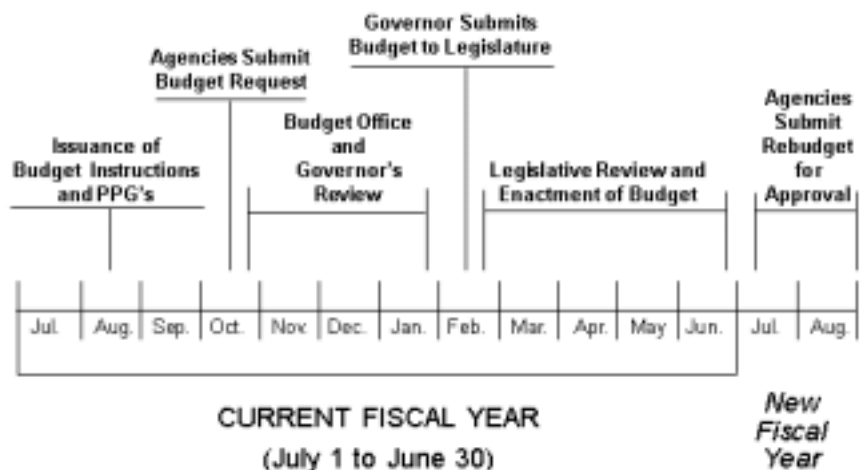 Governor Submits
Budget to Legislature
Agencies Submit
Budget Request
Agencies
Submit
Rebudget
for
Approval
Budget Office
and
Governor's
Review
Issuance of
Budget Instructions
and PPG's
Legislative Review and
Enactment of Budget
Jul. Aug. Sep. Oct. Nov. Dec. Jan. Feb. Mar. Apr. May Jun. Jul. Aug.
CURRENT FISCAL YEAR
(July 1 to June 30)
New
Fiscal
Year